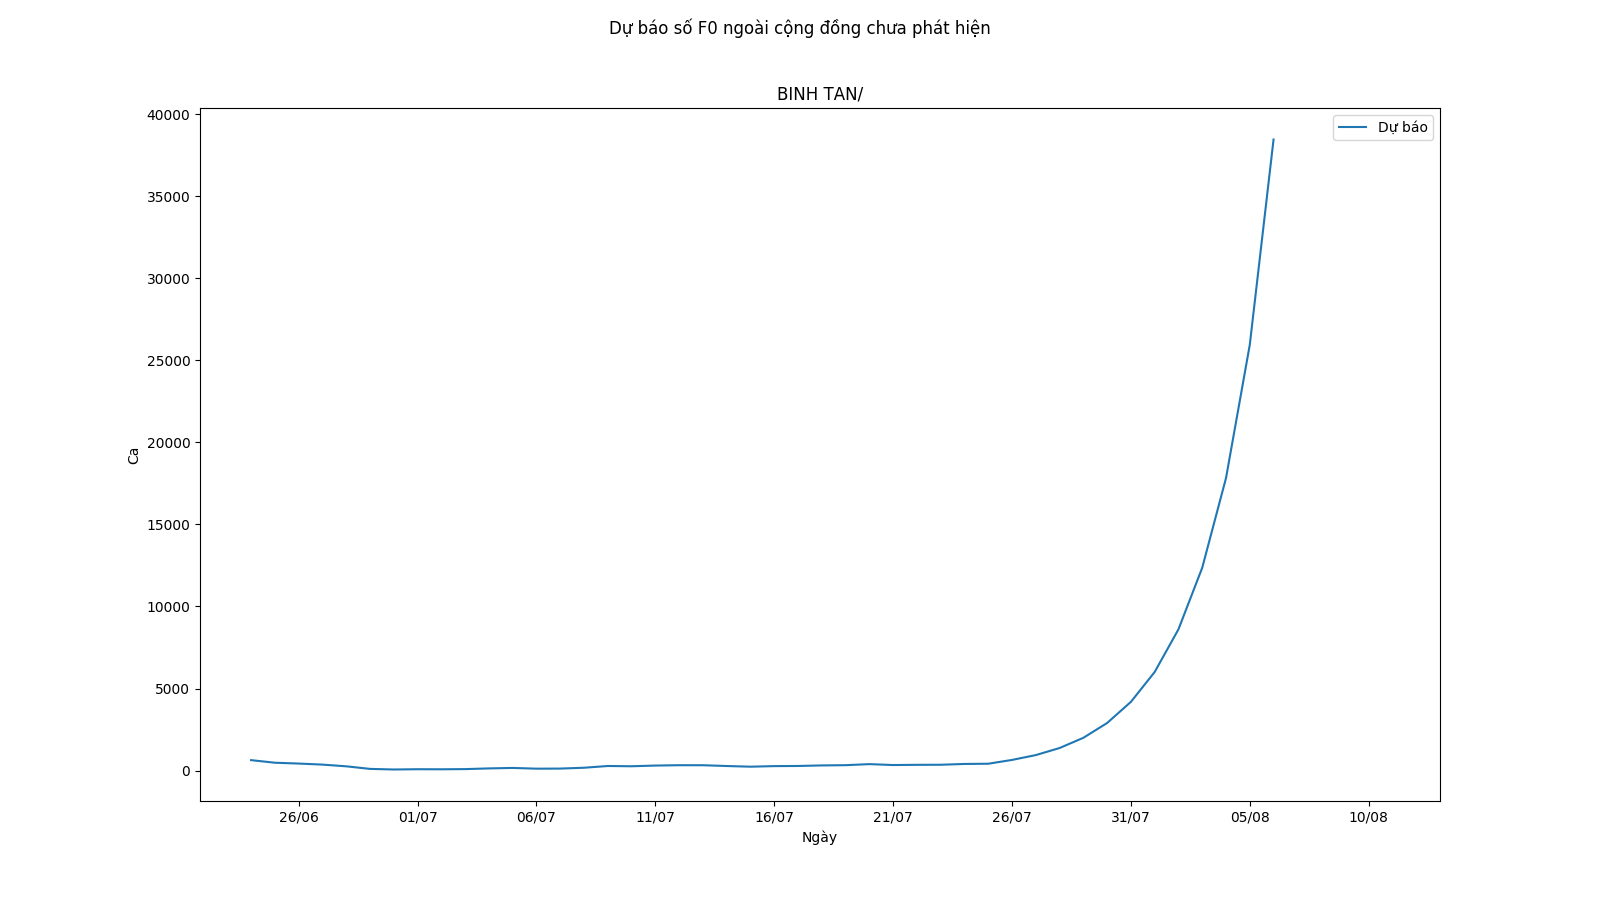 Dự báo số F0 ngoài cộng đồng chưa phát hiện
BINH TAN/
Dự báo
40000
35000
30000
25000
20000
15000
10000
5000
0
Ca
26/06 01/07 06/07 11/07 16/07 21/07 26/07 31/07 05/08 10/08
Ngày